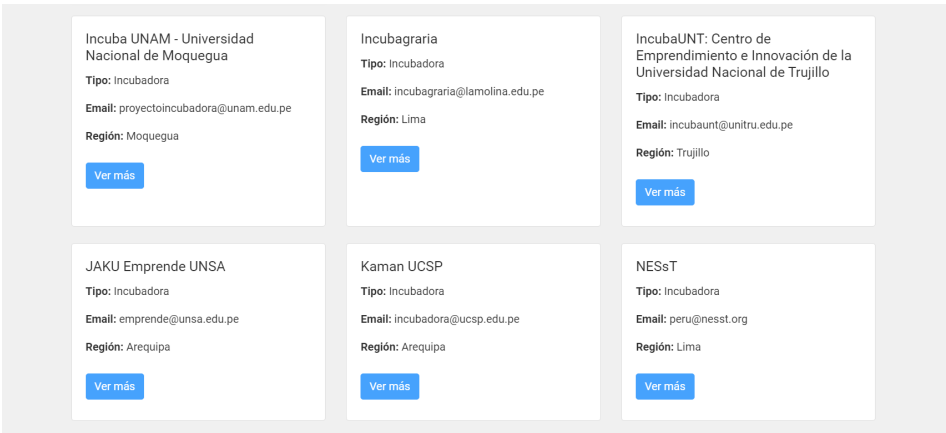 Incuba UNAM - Universidad
Nacional de Moquegua
Tipo: Incubadora
Email: proyectoincubadora@unam.edu.pe
Región: Moquegua
Ver más
Incubagraria
Tipo: Incubadora
Email: incubagraria@lamolina.edu.pe
Región: Lima
Ver más
IncubaUNT: Centro de
Emprendimiento e Innovación de la
Universidad Nacional de Trujillo
Tipo: Incubadora
Email: incubaunt@unitru.edu.pe
Región: Trujillo
Ver más
JAKU Emprende UNSA
Tipo: Incubadora
Email: emprende@unsa.edu.pe
Región: Arequipa
Ver más
Kaman UCSP
Tipo: Incubadora
Email: incubadora@ucsp.edu.pe
Región: Arequipa
Ver más
NESsT
Tipo: Incubadora
Email: peru@nesst.org
Región: Lima
Ver más